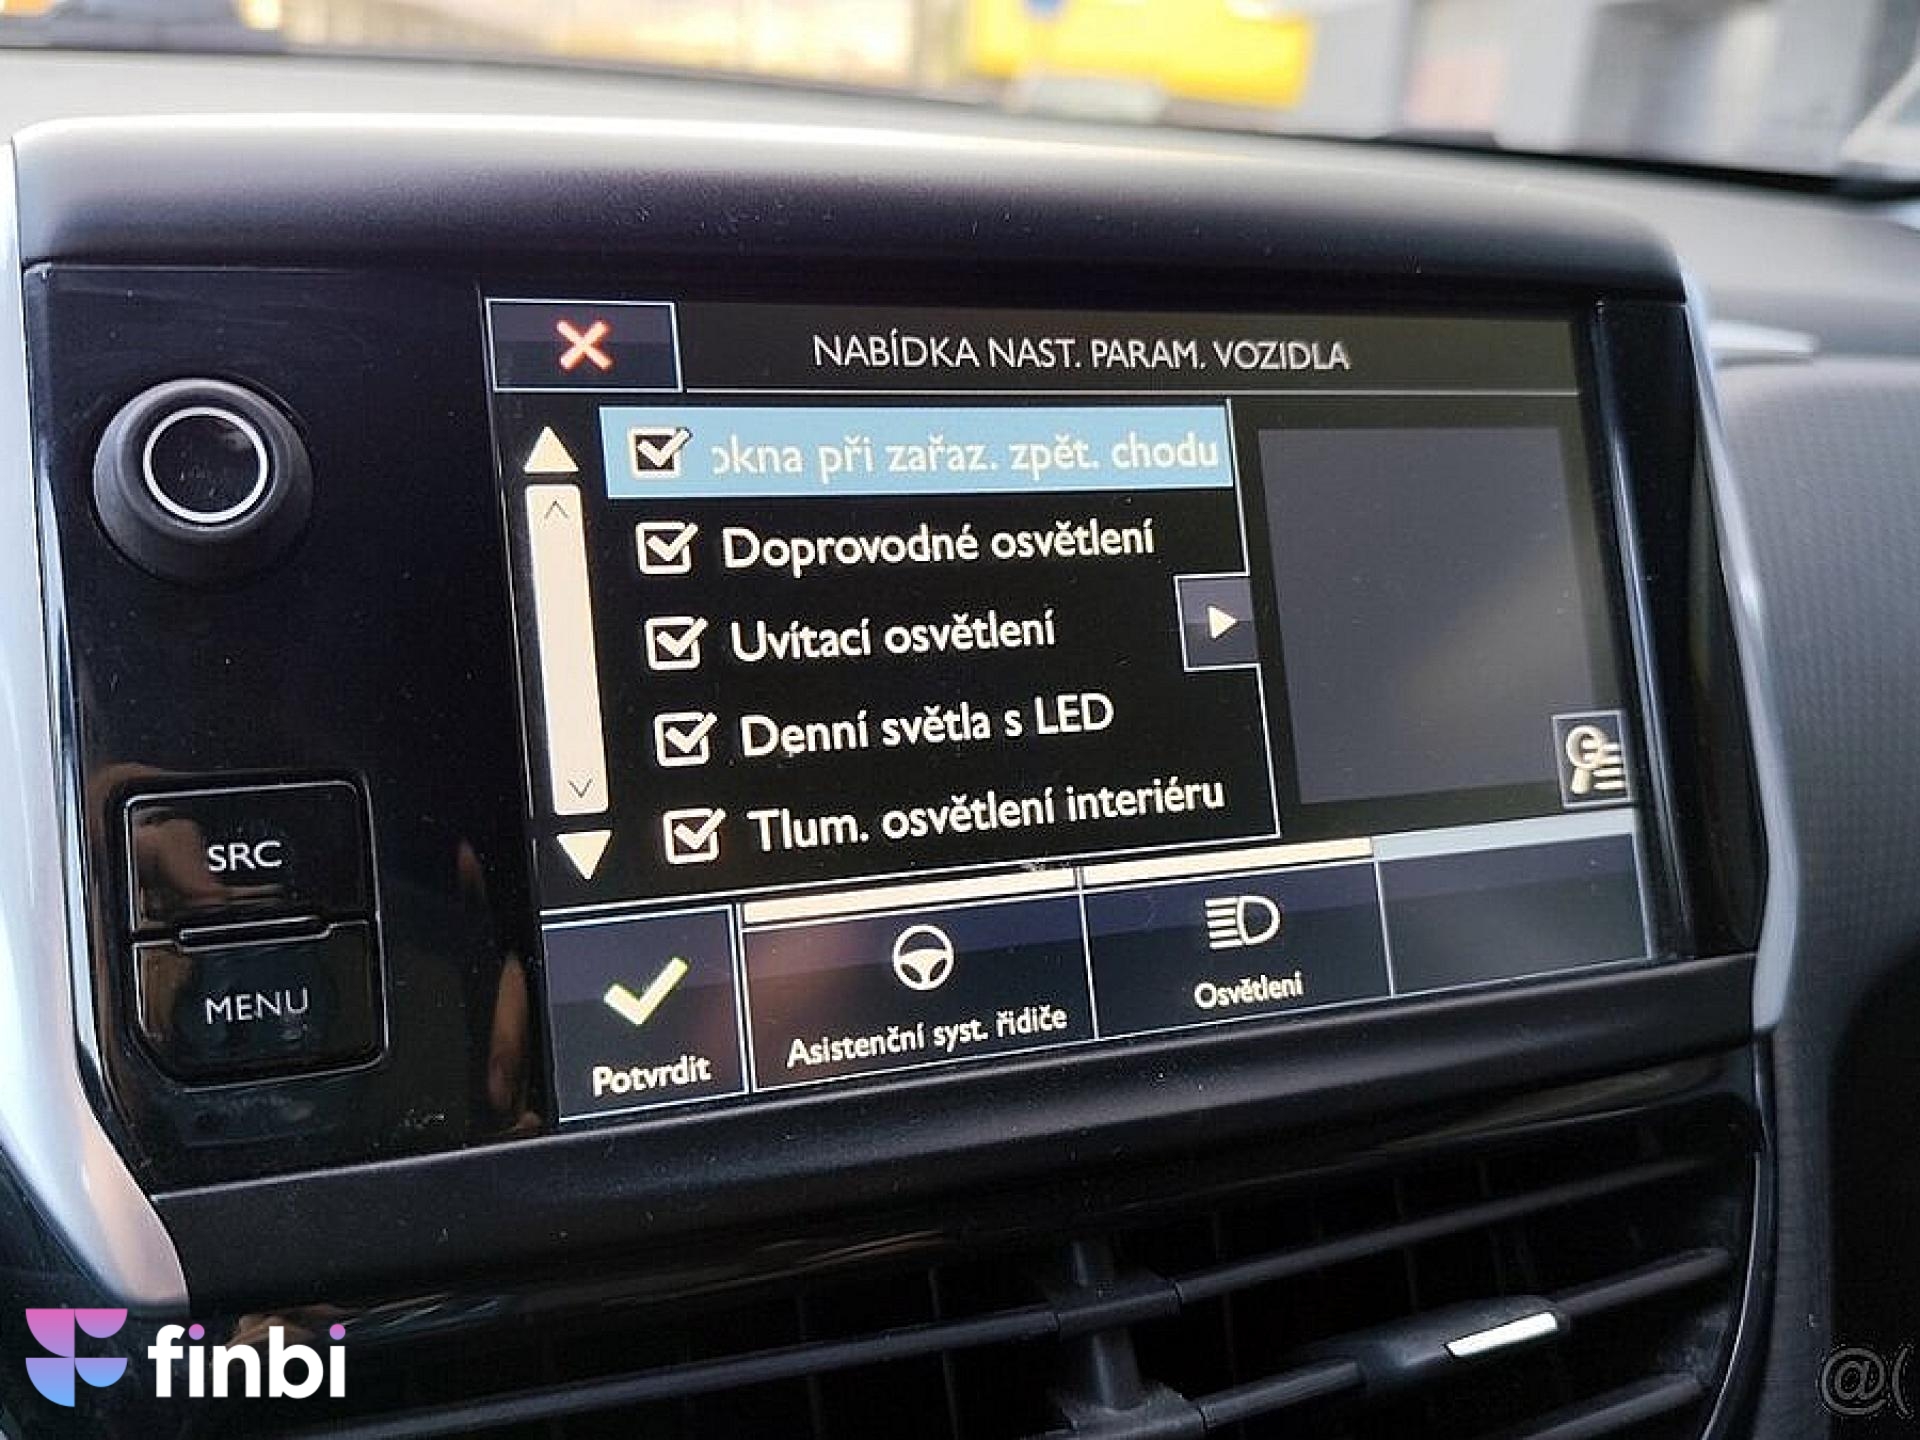 NABÍDKA NAST. PARAM. VOZIDLA
okna při zařaz. zpět. chodu
Doprovodné osvětlení
Uvítací osvětlení
Denní světla s LED
Tlum. osvětlení interiéru
SRC
MENU
Potvrdit
Asistenční syst. řidiče
Osvětlení
finbi
@(